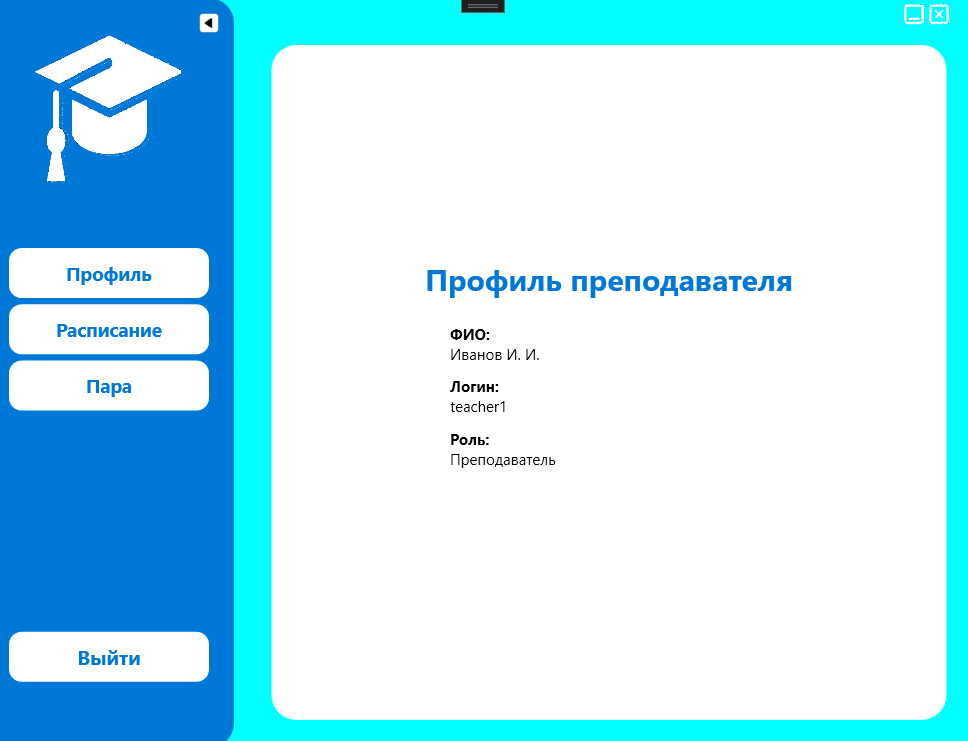 Профиль
Расписание
Пара
Выйти
Профиль преподавателя
ФИО:
Иванов И. И.
Логин:
teacher1
Роль:
Преподаватель